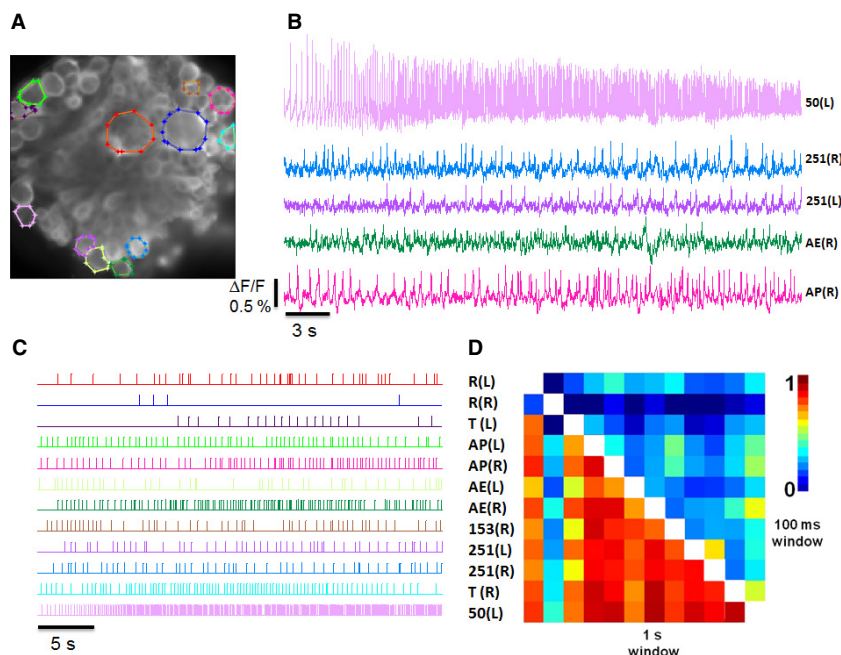 A
B
50(L)
251(R)
251(L)
AE(R)
AP(R)
ΔF/F
0.5 %
3 s
C
5 s
D
R(L)
R(R)
T (L)
AP(L)
AP(R)
AE(L)
AE(R)
153(R)
251(L)
251(R)
T (R)
50(L)
1
0
100 ms
window
1 s
window